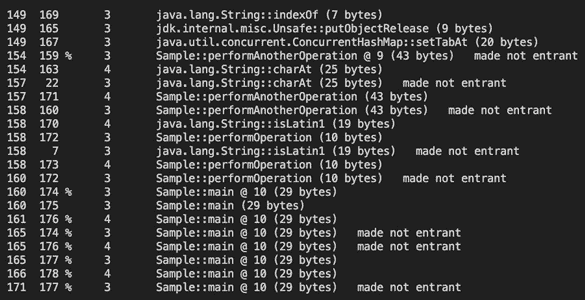 149 169 3 java.lang.String::indexOf (7 bytes)
149 165 3 jdk.internal.misc.Unsafe::putObjectRelease (9 bytes)
149 167 3 java.util.concurrent.ConcurrentHashMap::setTabAt (20 bytes)
154 159 % 3 Sample::performAnotherOperation @ 9 (43 bytes) made not entrant
154 163 4 java.lang.String::charAt (25 bytes)
157 22 3 java.lang.String::charAt (25 bytes) made not entrant
157 171 4 Sample::performAnotherOperation (43 bytes)
158 160 3 Sample::performAnotherOperation (43 bytes) made not entrant
158 170 4 java.lang.String::isLatin1 (19 bytes)
158 172 3 Sample::performOperation (10 bytes)
158 7 3 java.lang.String::isLatin1 (19 bytes) made not entrant
158 173 4 Sample::performOperation (10 bytes)
160 172 3 Sample::performOperation (10 bytes) made not entrant
160 174 % 3 Sample::main @ 10 (29 bytes)
160 175 3 Sample::main (29 bytes)
161 176 % 4 Sample::main @ 10 (29 bytes)
165 174 % 3 Sample::main @ 10 (29 bytes) made not entrant
165 176 % 4 Sample::main @ 10 (29 bytes) made not entrant
165 177 % 3 Sample::main @ 10 (29 bytes)
166 178 % 4 Sample::main @ 10 (29 bytes)
171 177 % 3 Sample::main @ 10 (29 bytes) made not entrant